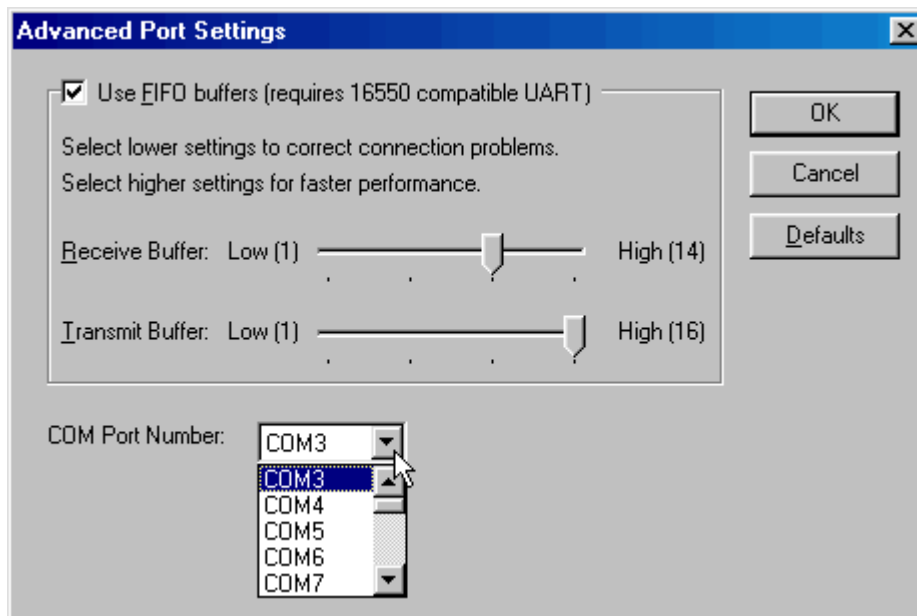 Advanced Port Settings
Use FIFO buffers (requires 16550 compatible UART)
OK
Select lower settings to correct connection problems.
Cancel
Select higher settings for faster performance.
Defaults
Receive Buffer: Low (1) High (14)
Transmit Buffer: Low (1) High (16)
COM Port Number: COM3
COM3
COM4
COM5
COM6
COM7